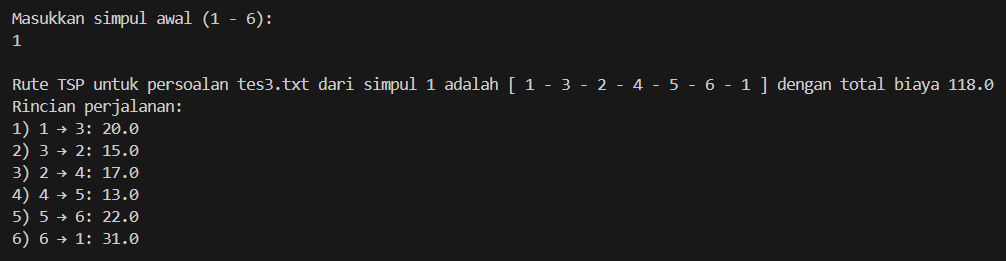 Masukkan simpul awal (1 - 6):
1
Rute TSP untuk persoalan tes3.txt dari simpul 1 adalah [ 1 - 3 - 2 - 4 - 5 - 6 - 1 ] dengan total biaya 118.0
Rincian perjalanan:
1) 1 → 3: 20.0
2) 3 → 2: 15.0
3) 2 → 4: 17.0
4) 4 → 5: 13.0
5) 5 → 6: 22.0
6) 6 → 1: 31.0